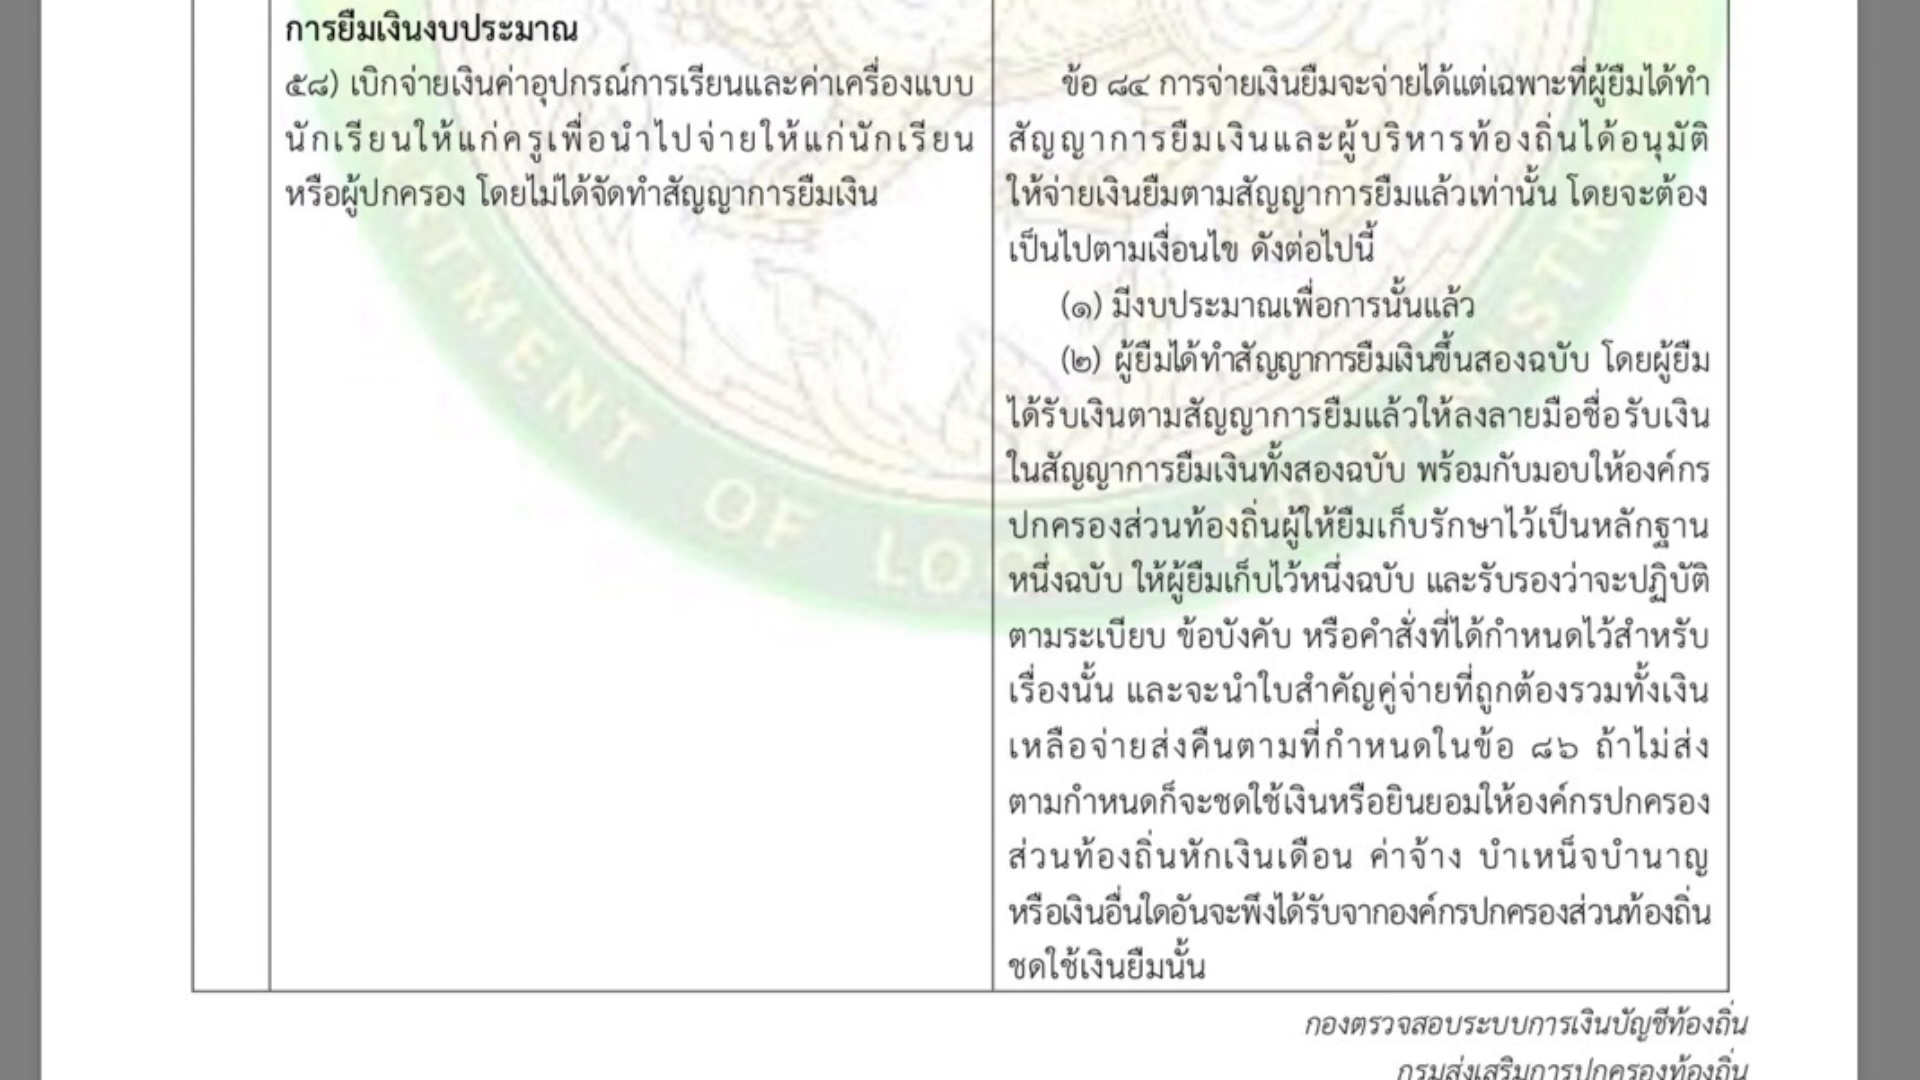 การยืมเงินงบประมาณ
๕๘) เบิกจ่ายเงินค่าอุปกรณ์การเรียนและค่าเครื่องแบบ
นักเรียนให้แก่ครูเพื่อนำไปจ่ายให้แก่นักเรียน
หรือผู้ปกครอง โดยไม่ได้จัดทำสัญญาการยืมเงิน
ข้อ ๘๔ การจ่ายเงินยืมจะจ่ายได้แต่เฉพาะที่ผู้ยืมได้ทำ
สัญญาการยืมเงินและผู้บริหารท้องถิ่นได้อนุมัติ
ให้จ่ายเงินยืมตามสัญญาการยืมแล้วเท่านั้น โดยจะต้อง
เป็นไปตามเงื่อนไข ดังต่อไปนี้
(๑) มีงบประมาณเพื่อการนั้นแล้ว
(๒) ผู้ยืมได้ทำสัญญาการยืมเงินขึ้นสองฉบับ โดยผู้ยืม
ได้รับเงินตามสัญญาการยืมแล้วให้ลงลายมือชื่อรับเงิน
ในสัญญาการยืมเงินทั้งสองฉบับ พร้อมกับมอบให้องค์กร
ปกครองส่วนท้องถิ่นผู้ให้ยืมเก็บรักษาไว้เป็นหลักฐาน
หนึ่งฉบับ ให้ผู้ยืมเก็บไว้หนึ่งฉบับ และรับรองว่าจะปฏิบัติ
ตามระเบียบ ข้อบังคับ หรือคำสั่งที่ได้กำหนดไว้สำหรับ
เรื่องนั้น และจะนำใบสำคัญคู่จ่ายที่ถูกต้องรวมทั้งเงิน
เหลือจ่ายส่งคืนตามที่กำหนดในข้อ ๘๖ ถ้าไม่ส่ง
ตามกำหนดก็จะชดใช้เงินหรือยินยอมให้องค์กรปกครอง
ส่วนท้องถิ่นหักเงินเดือน ค่าจ้าง บำเหน็จบำนาญ
หรือเงินอื่นใดอันจะพึงได้รับจากองค์กรปกครองส่วนท้องถิ่น
ชดใช้เงินยืมนั้น
กองตรวจสอบระบบการเงินบัญชีท้องถิ่น
กรมส่งเสริมการปกครองท้องถิ่น